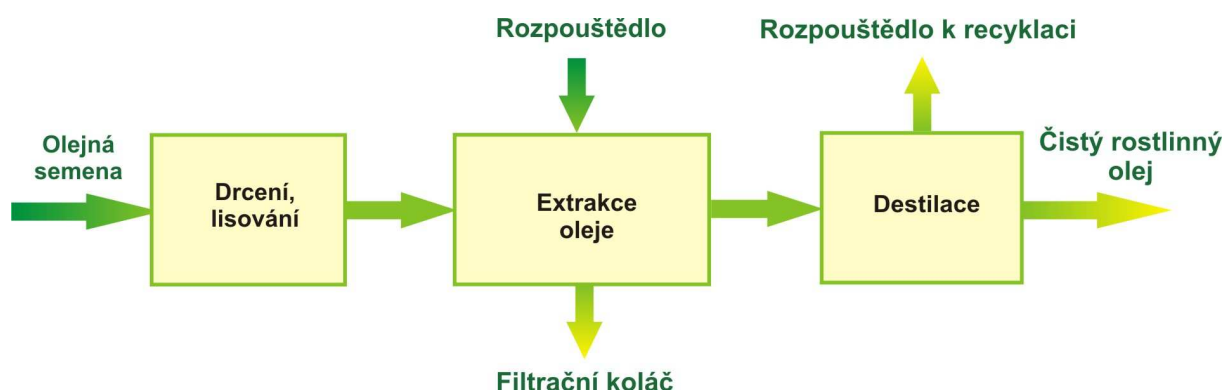 Rozpouštědlo
Rozpouštědlo k recyklaci
Olejná
semena
Drcení,
lisování
Extrakce
oleje
Destilace
Čistý rostlinný
olej
Filtrační koláč